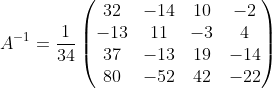 $A^{-1} = \frac{1}{34} \begin{pmatrix} 32 & -14 & 10 & -2 \\ -13 & 11 & -3 & 4 \\ 37 & -13 & 19 & -14 \\ 80 & -52 & 42 & -22 \end{pmatrix}$